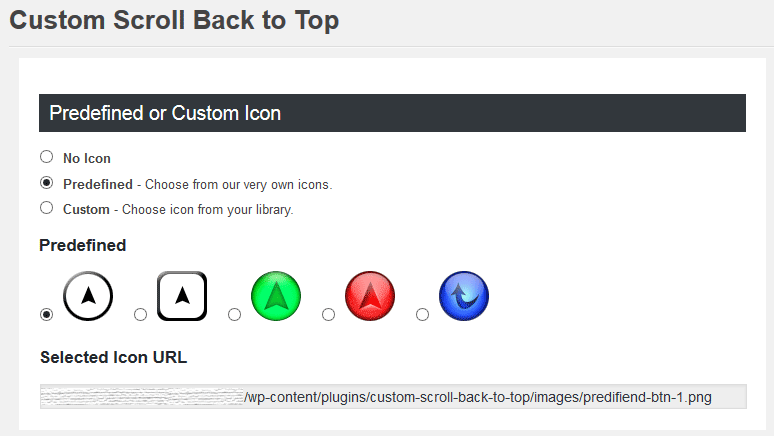 Custom Scroll Back to Top
Predefined or Custom Icon
No Icon
Predefined - Choose from our very own icons.
Custom - Choose icon from your library.
Predefined
Selected Icon URL
/wp-content/plugins/custom-scroll-back-to-top/images/predifiend-btn-1.png